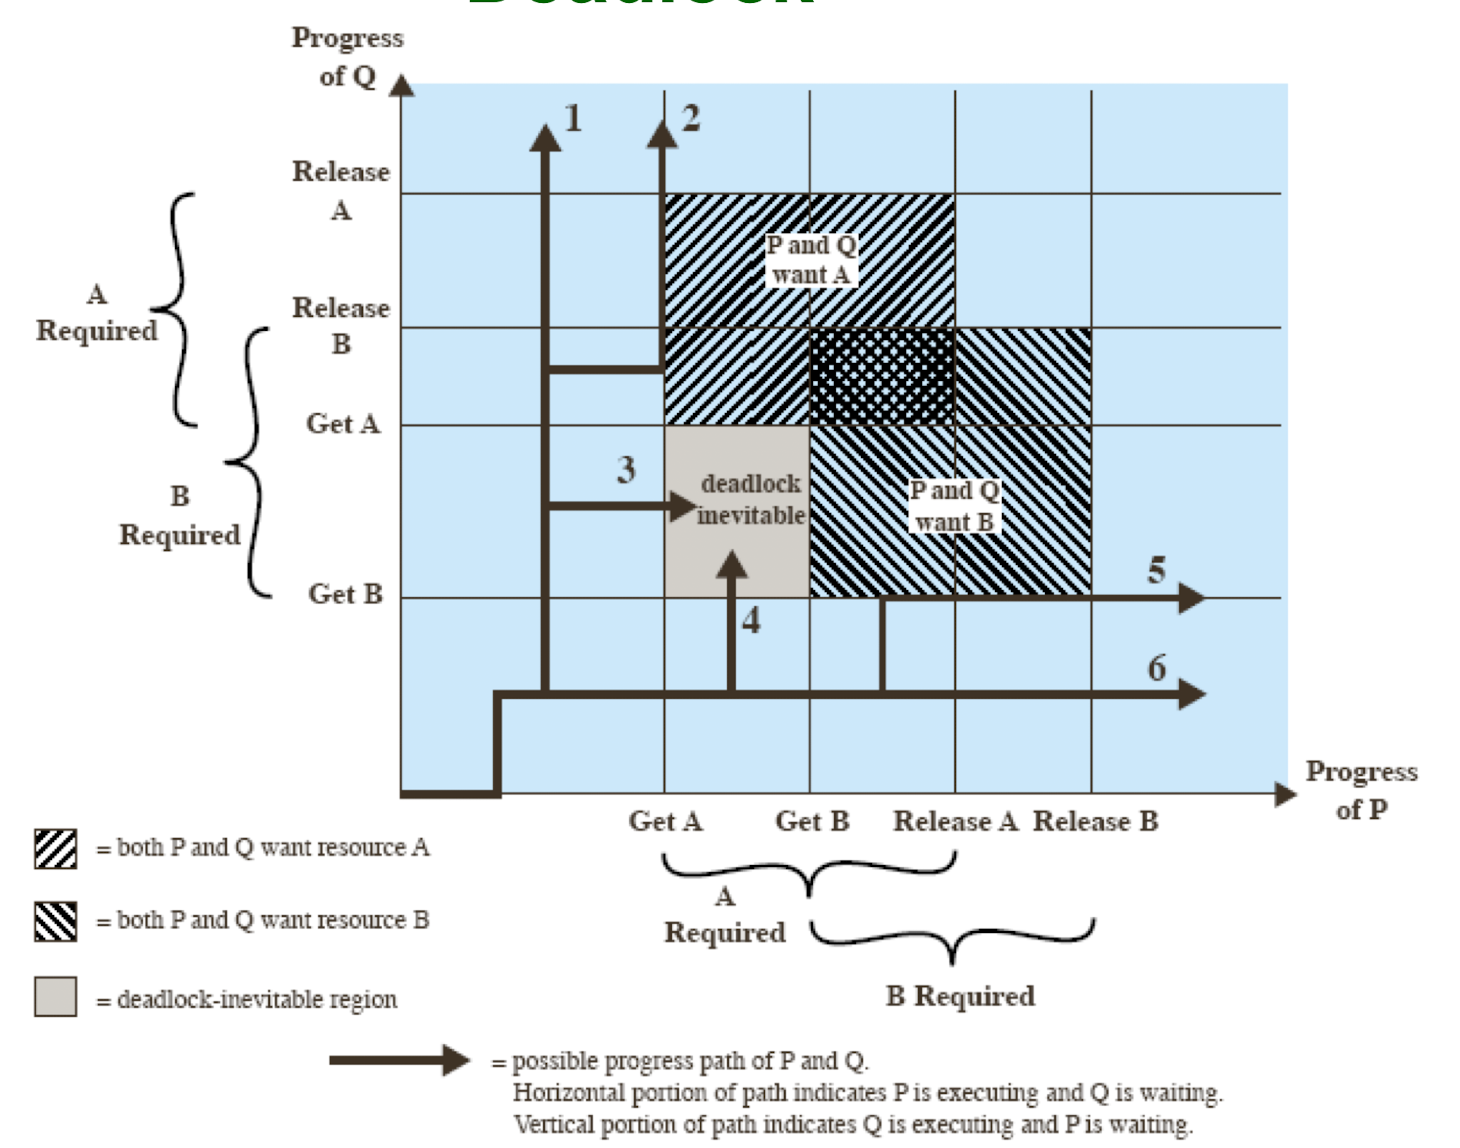 Deadlock
Progress
of Q
1
2
Release
A
P and Q
want A
A
Required
Release
B
Get A
3
deadlock
inevitable
P and Q
want B
B
Required
5
Get B
4
6
Progress
of P
Get A
Get B
Release A
Release B
= both P and Q want resource A
A
Required
= both P and Q want resource B
B Required
= deadlock-inevitable region
= possible progress path of P and Q.
Horizontal portion of path indicates P is executing and Q is waiting.
Vertical portion of path indicates Q is executing and P is waiting.